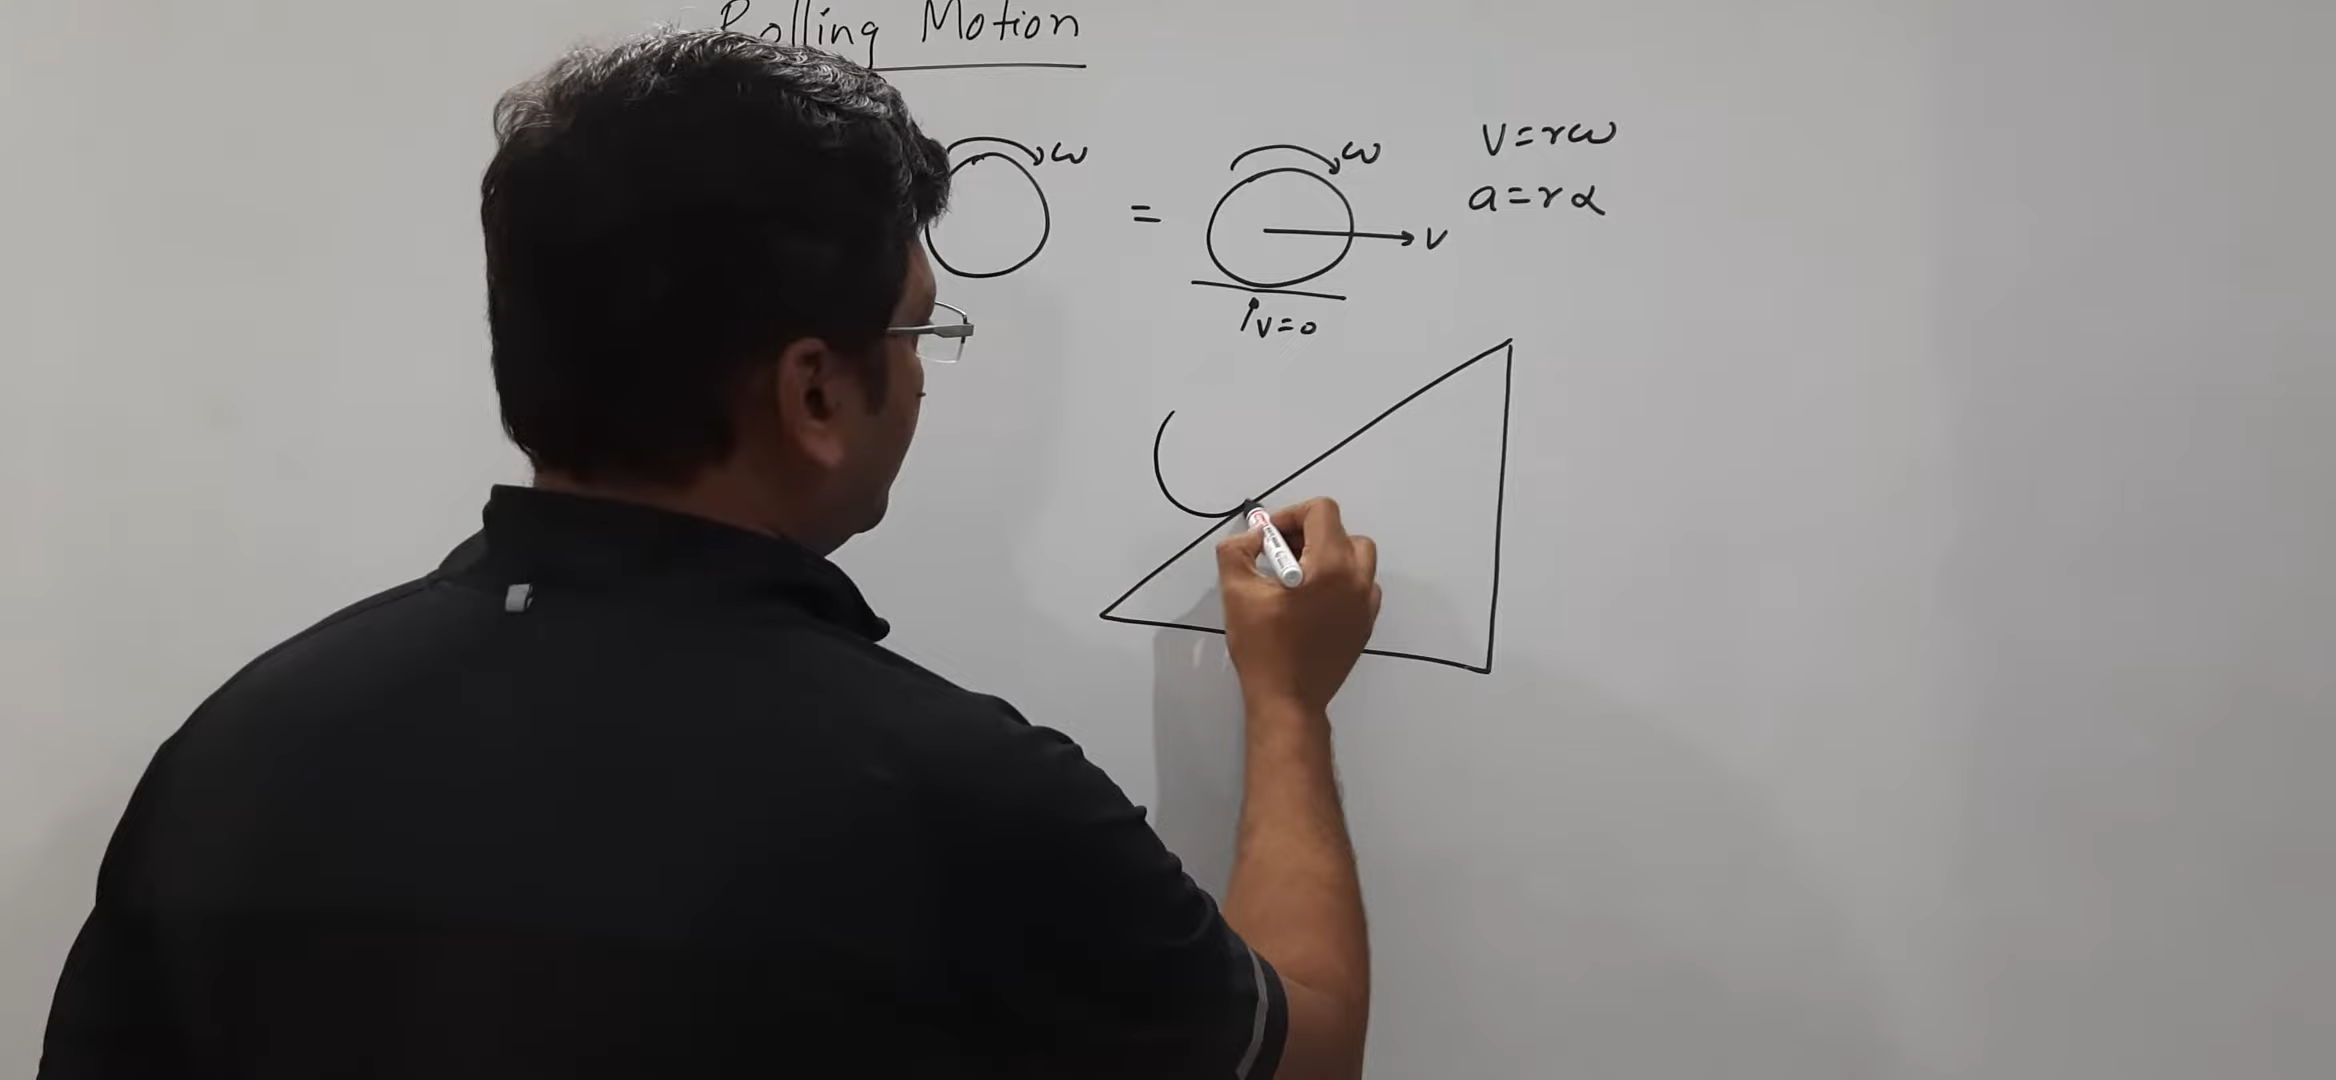 Rolling Motion
ω
=
ω
v
v=0
v=rω
a=rα